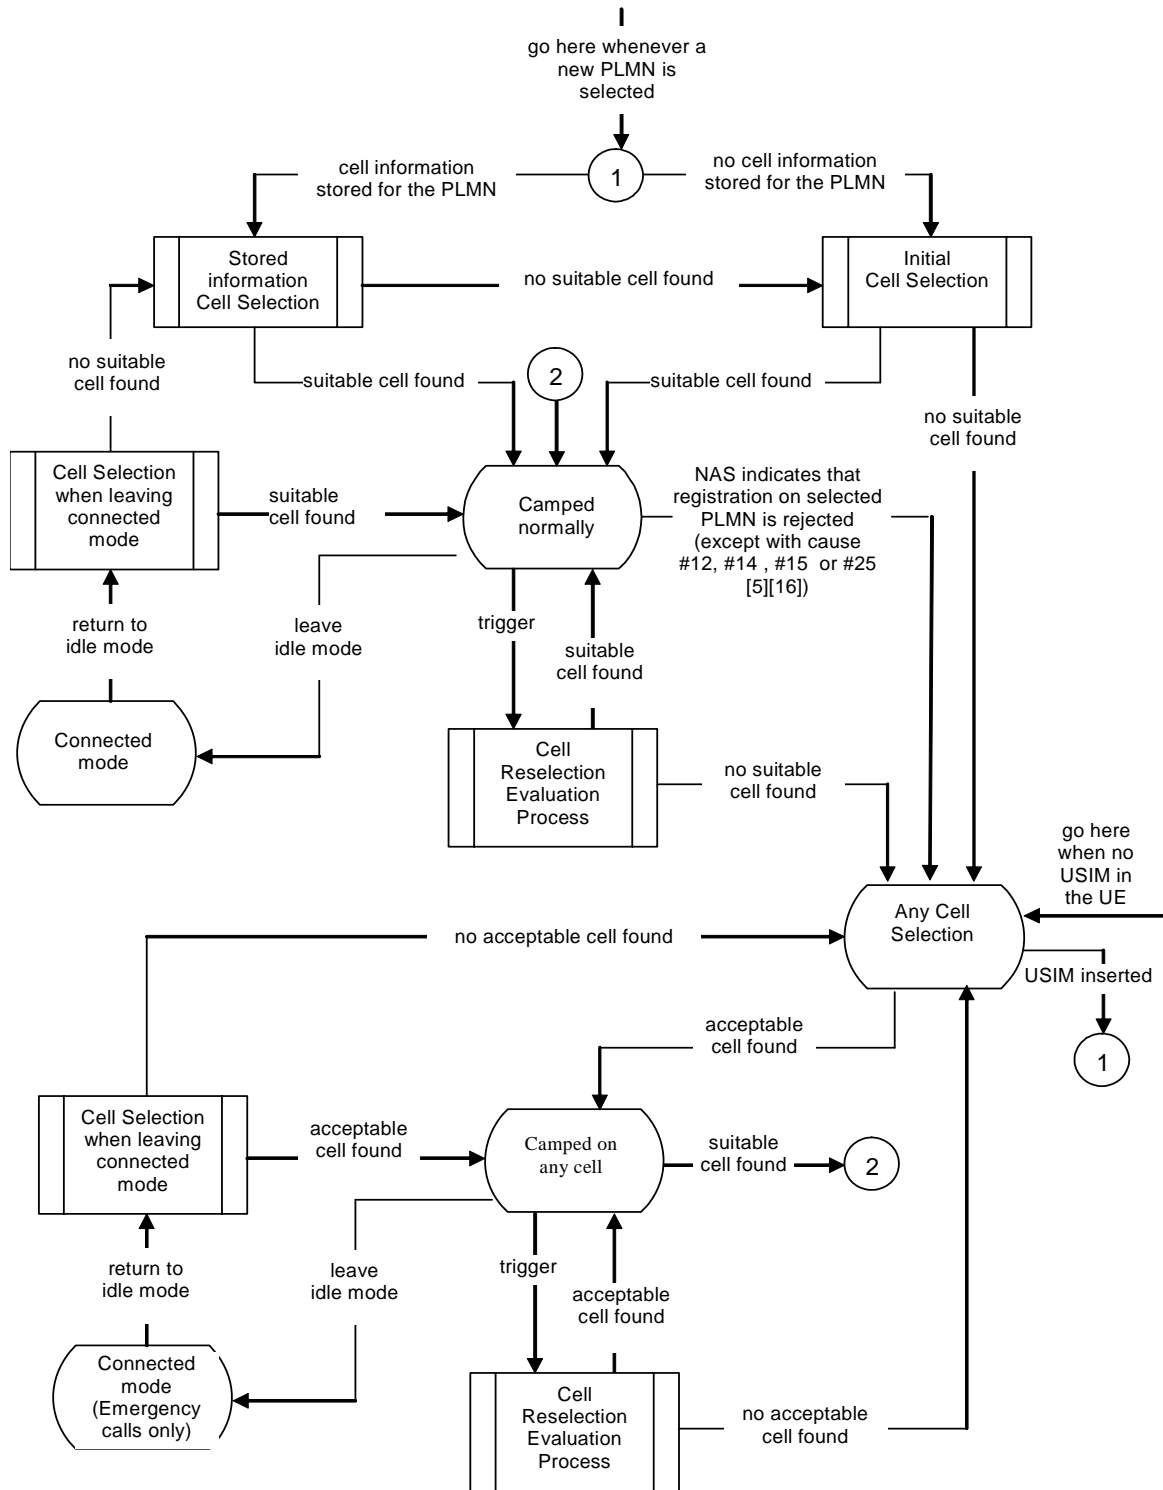 go here whenever a
new PLMN is
selected
1
cell information
stored for the PLMN
no cell information
stored for the PLMN
Stored
information
Cell Selection
no suitable cell found
Initial
Cell Selection
no suitable
cell found
suitable cell found
2
suitable cell found
no suitable
cell found
Cell Selection
when leaving
connected
mode
suitable
cell found
Camped
normally
NAS indicates that
registration on selected
PLMN is rejected
(except with cause
#12, #14 , #15 or #25
[5][16])
return to
idle mode
leave
idle mode
trigger
suitable
cell found
Connected
mode
Cell
Reselection
Evaluation
Process
no suitable
cell found
go here
when no
USIM in
the UE
Any Cell
Selection
no acceptable cell found
USIM inserted
1
acceptable
cell found
Cell Selection
when leaving
connected
mode
acceptable
cell found
Camped on
any cell
suitable
cell found
2
return to
idle mode
leave
idle mode
trigger
acceptable
cell found
Connected
mode
(Emergency
calls only)
Cell
Reselection
Evaluation
Process
no acceptable
cell found